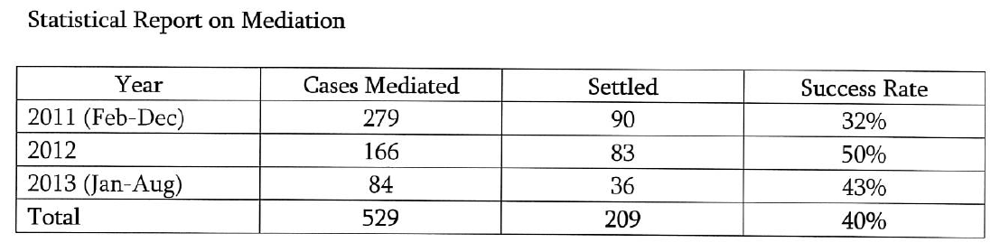 Statistical Report on Mediation
Year Cases Mediated Settled Success Rate
2011 (Feb-Dec) 279 90 32%
2012 166 83 50%
2013 (Jan-Aug) 84 36 43%
Total 529 209 40%